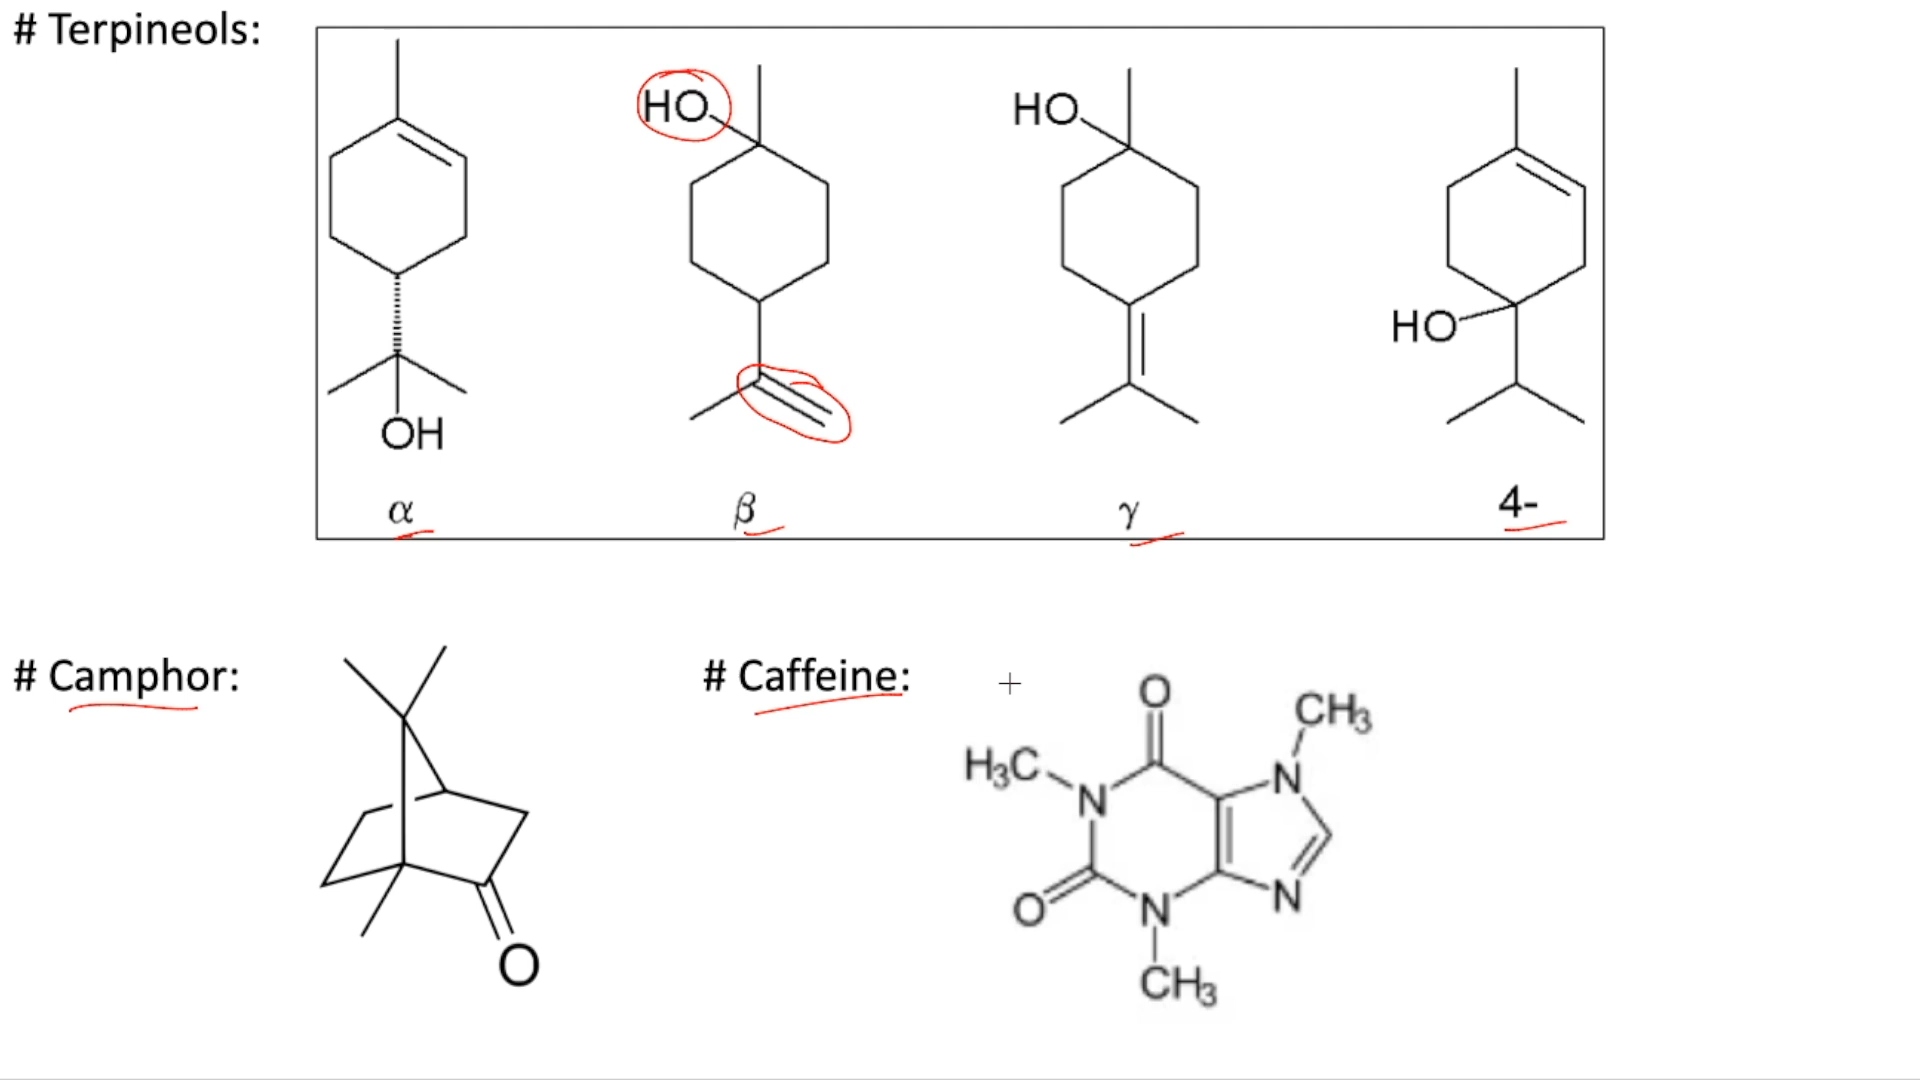 # Terpineols:
HO
HO
HO
OH
α
β
γ
4-
# Camphor:
O
# Caffeine:
O
CH3
H3C
N
N
O
N
N
CH3